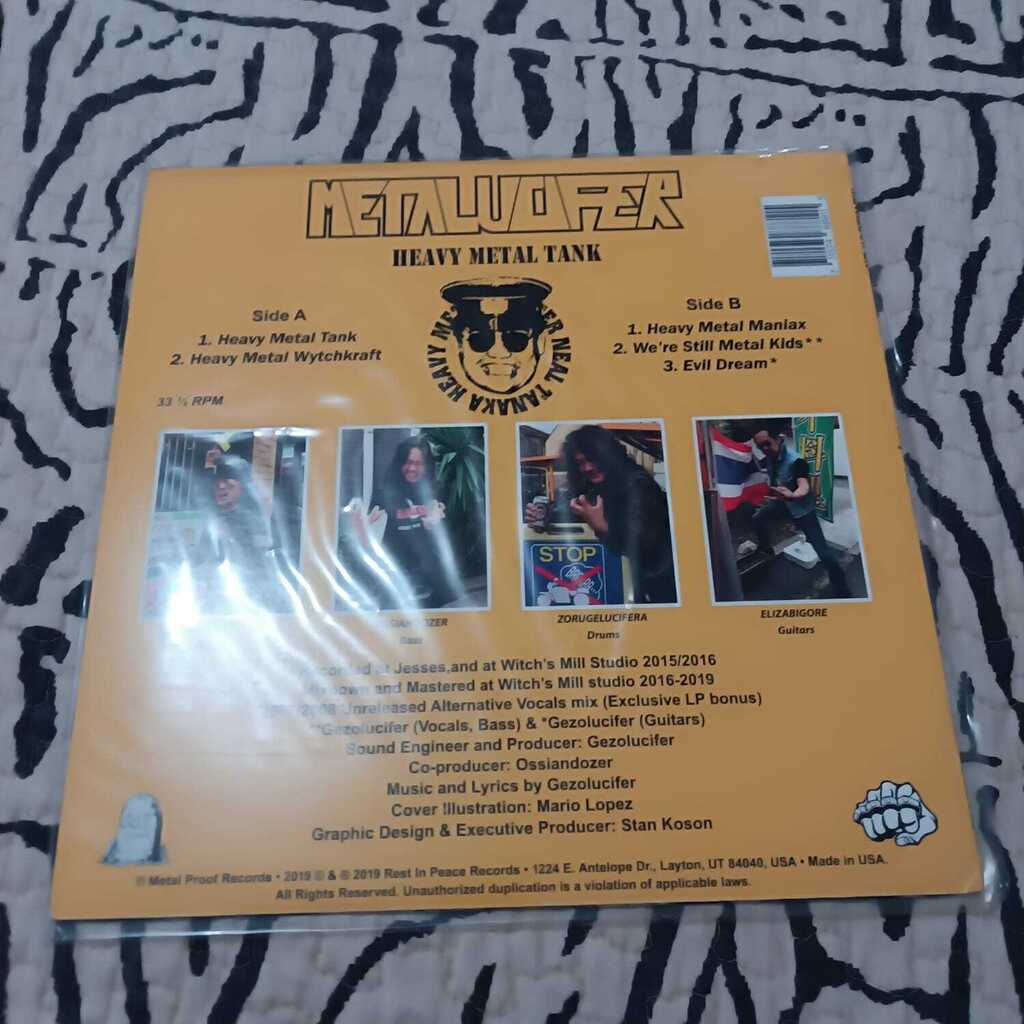 METALUCIFER
HEAVY METAL TANK
Side A
1. Heavy Metal Tank
2. Heavy Metal Wytchkraft
33 ⅓ RPM
NEAL TANAKA HEAVY
Side B
1. Heavy Metal Maniax
2. We're Still Metal Kids**
3. Evil Dream*
STOP
Bass
ZORUGELUCIFERA
Drums
ELIZABIGORE
Guitars
Recorded at Jesses,and at Witch's Mill Studio 2015/2016
Mixdown and Mastered at Witch's Mill studio 2016-2019
Unreleased Alternative Vocals mix (Exclusive LP bonus)
**Gezolucifer (Vocals, Bass) & *Gezolucifer (Guitars)
Sound Engineer and Producer: Gezolucifer
Co-producer: Ossiandozer
Music and Lyrics by Gezolucifer
Cover Illustration: Mario Lopez
Graphic Design & Executive Producer: Stan Koson
℗ Metal Proof Records • 2019 © & ℗ 2019 Rest In Peace Records • 1224 E. Antelope Dr., Layton, UT 84040, USA • Made in USA.
All Rights Reserved. Unauthorized duplication is a violation of applicable laws.